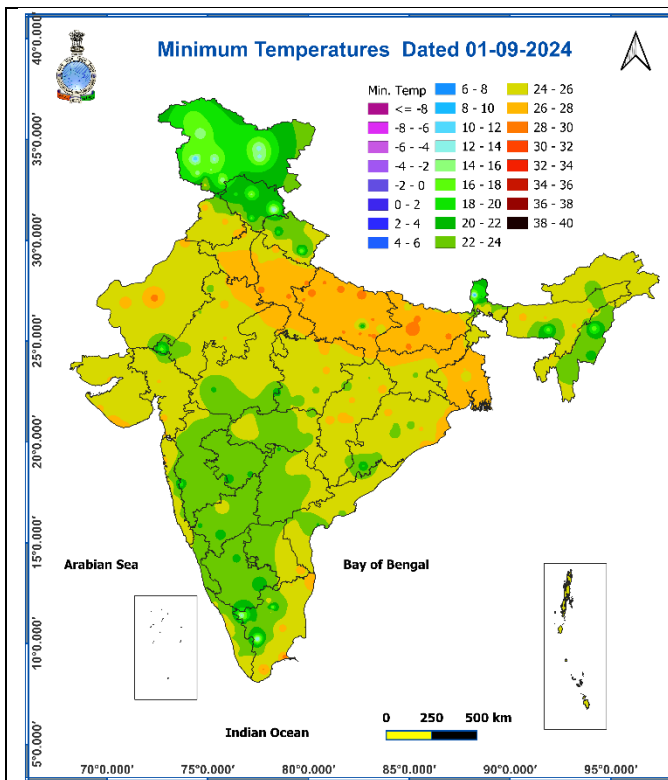 Minimum Temperatures Dated 01-09-2024
Min. Temp
<= -8
-8 - -6
-6 - -4
-4 - -2
-2 - 0
0 - 2
2 - 4
4 - 6
6 - 8
8 - 10
10 - 12
12 - 14
14 - 16
16 - 18
18 - 20
20 - 22
22 - 24
24 - 26
26 - 28
28 - 30
30 - 32
32 - 34
34 - 36
36 - 38
38 - 40
40°0.000'
35°0.000'
30°0.000'
25°0.000'
20°0.000'
15°0.000'
10°0.000'
5°0.000'
Arabian Sea
Bay of Bengal
Indian Ocean
0 250 500 km
70°0.000' 75°0.000' 80°0.000' 85°0.000' 90°0.000' 95°0.000'